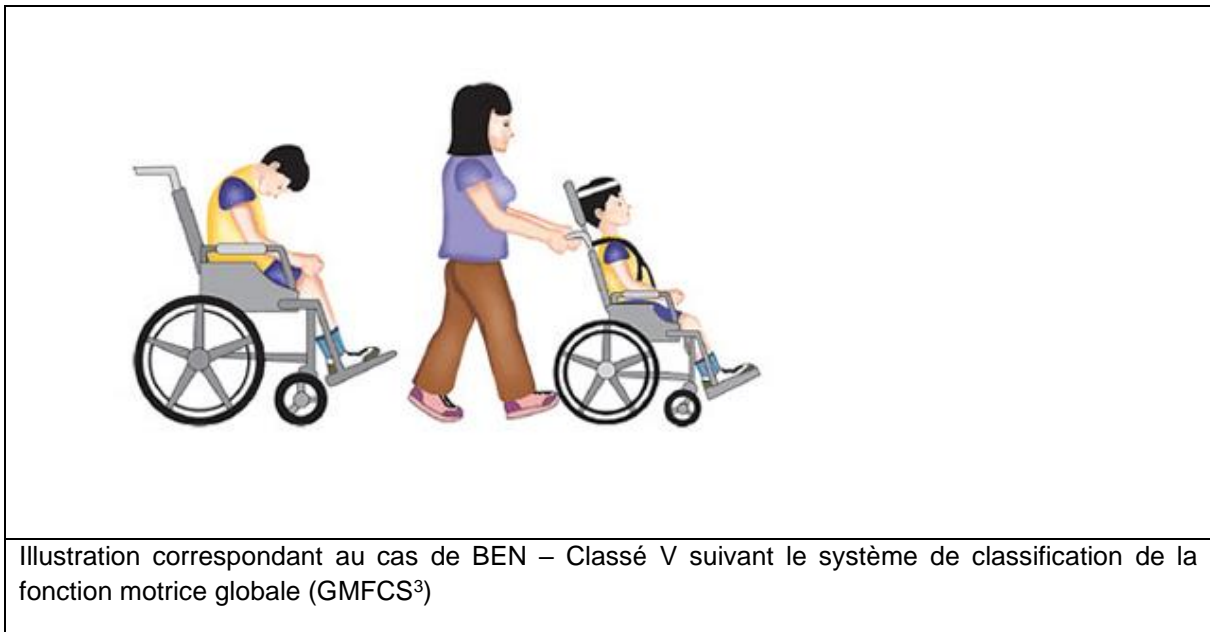 Illustration correspondant au cas de BEN – Classé V suivant le système de classification de la
fonction motrice globale (GMFCS³)